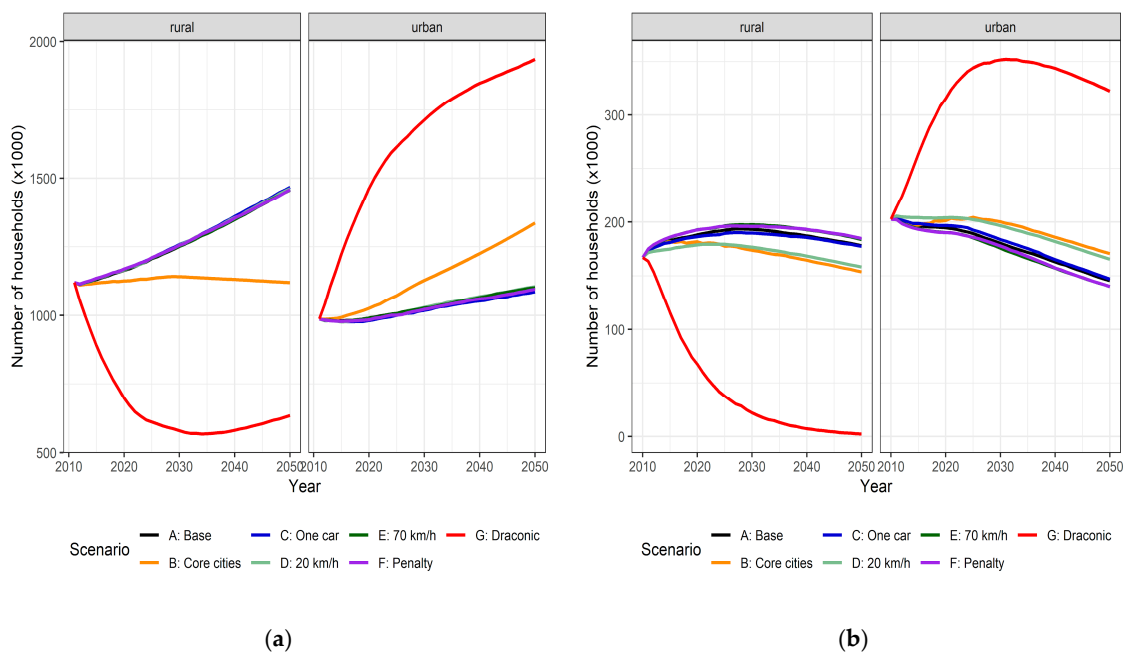 rural urban
2000
1500
1000
500
Number of households (x1000)
2010 2020 2030 2040 2050 2010 2020 2030 2040 2050
Year
Scenario
A: Base C: One car E: 70 km/h G: Draconic
B: Core cities D: 20 km/h F: Penalty
(a)
rural urban
300
200
100
0
Number of households (x1000)
2010 2020 2030 2040 2050 2010 2020 2030 2040 2050
Year
Scenario
A: Base C: One car E: 70 km/h G: Draconic
B: Core cities D: 20 km/h F: Penalty
(b)